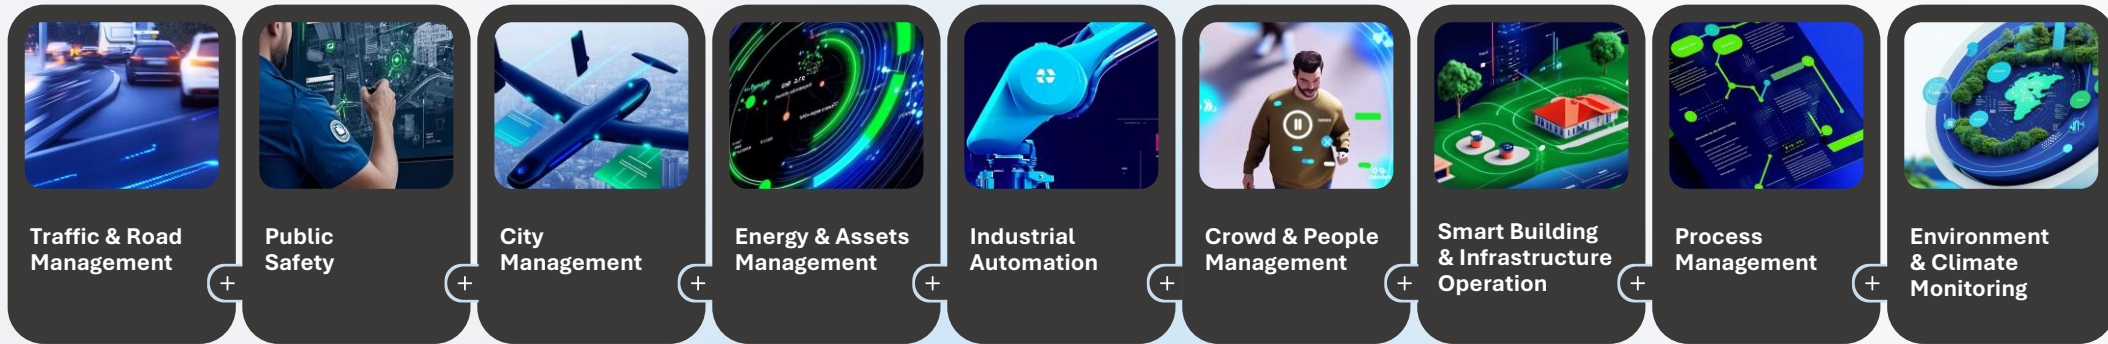 Traffic & Road
Management
+
Public
Safety
+
City
Management
+
Energy & Assets
Management
+
Industrial
Automation
+
Crowd & People
Management
+
Smart Building
& Infrastructure
Operation
+
Process
Management
+
Environment
& Climate
Monitoring